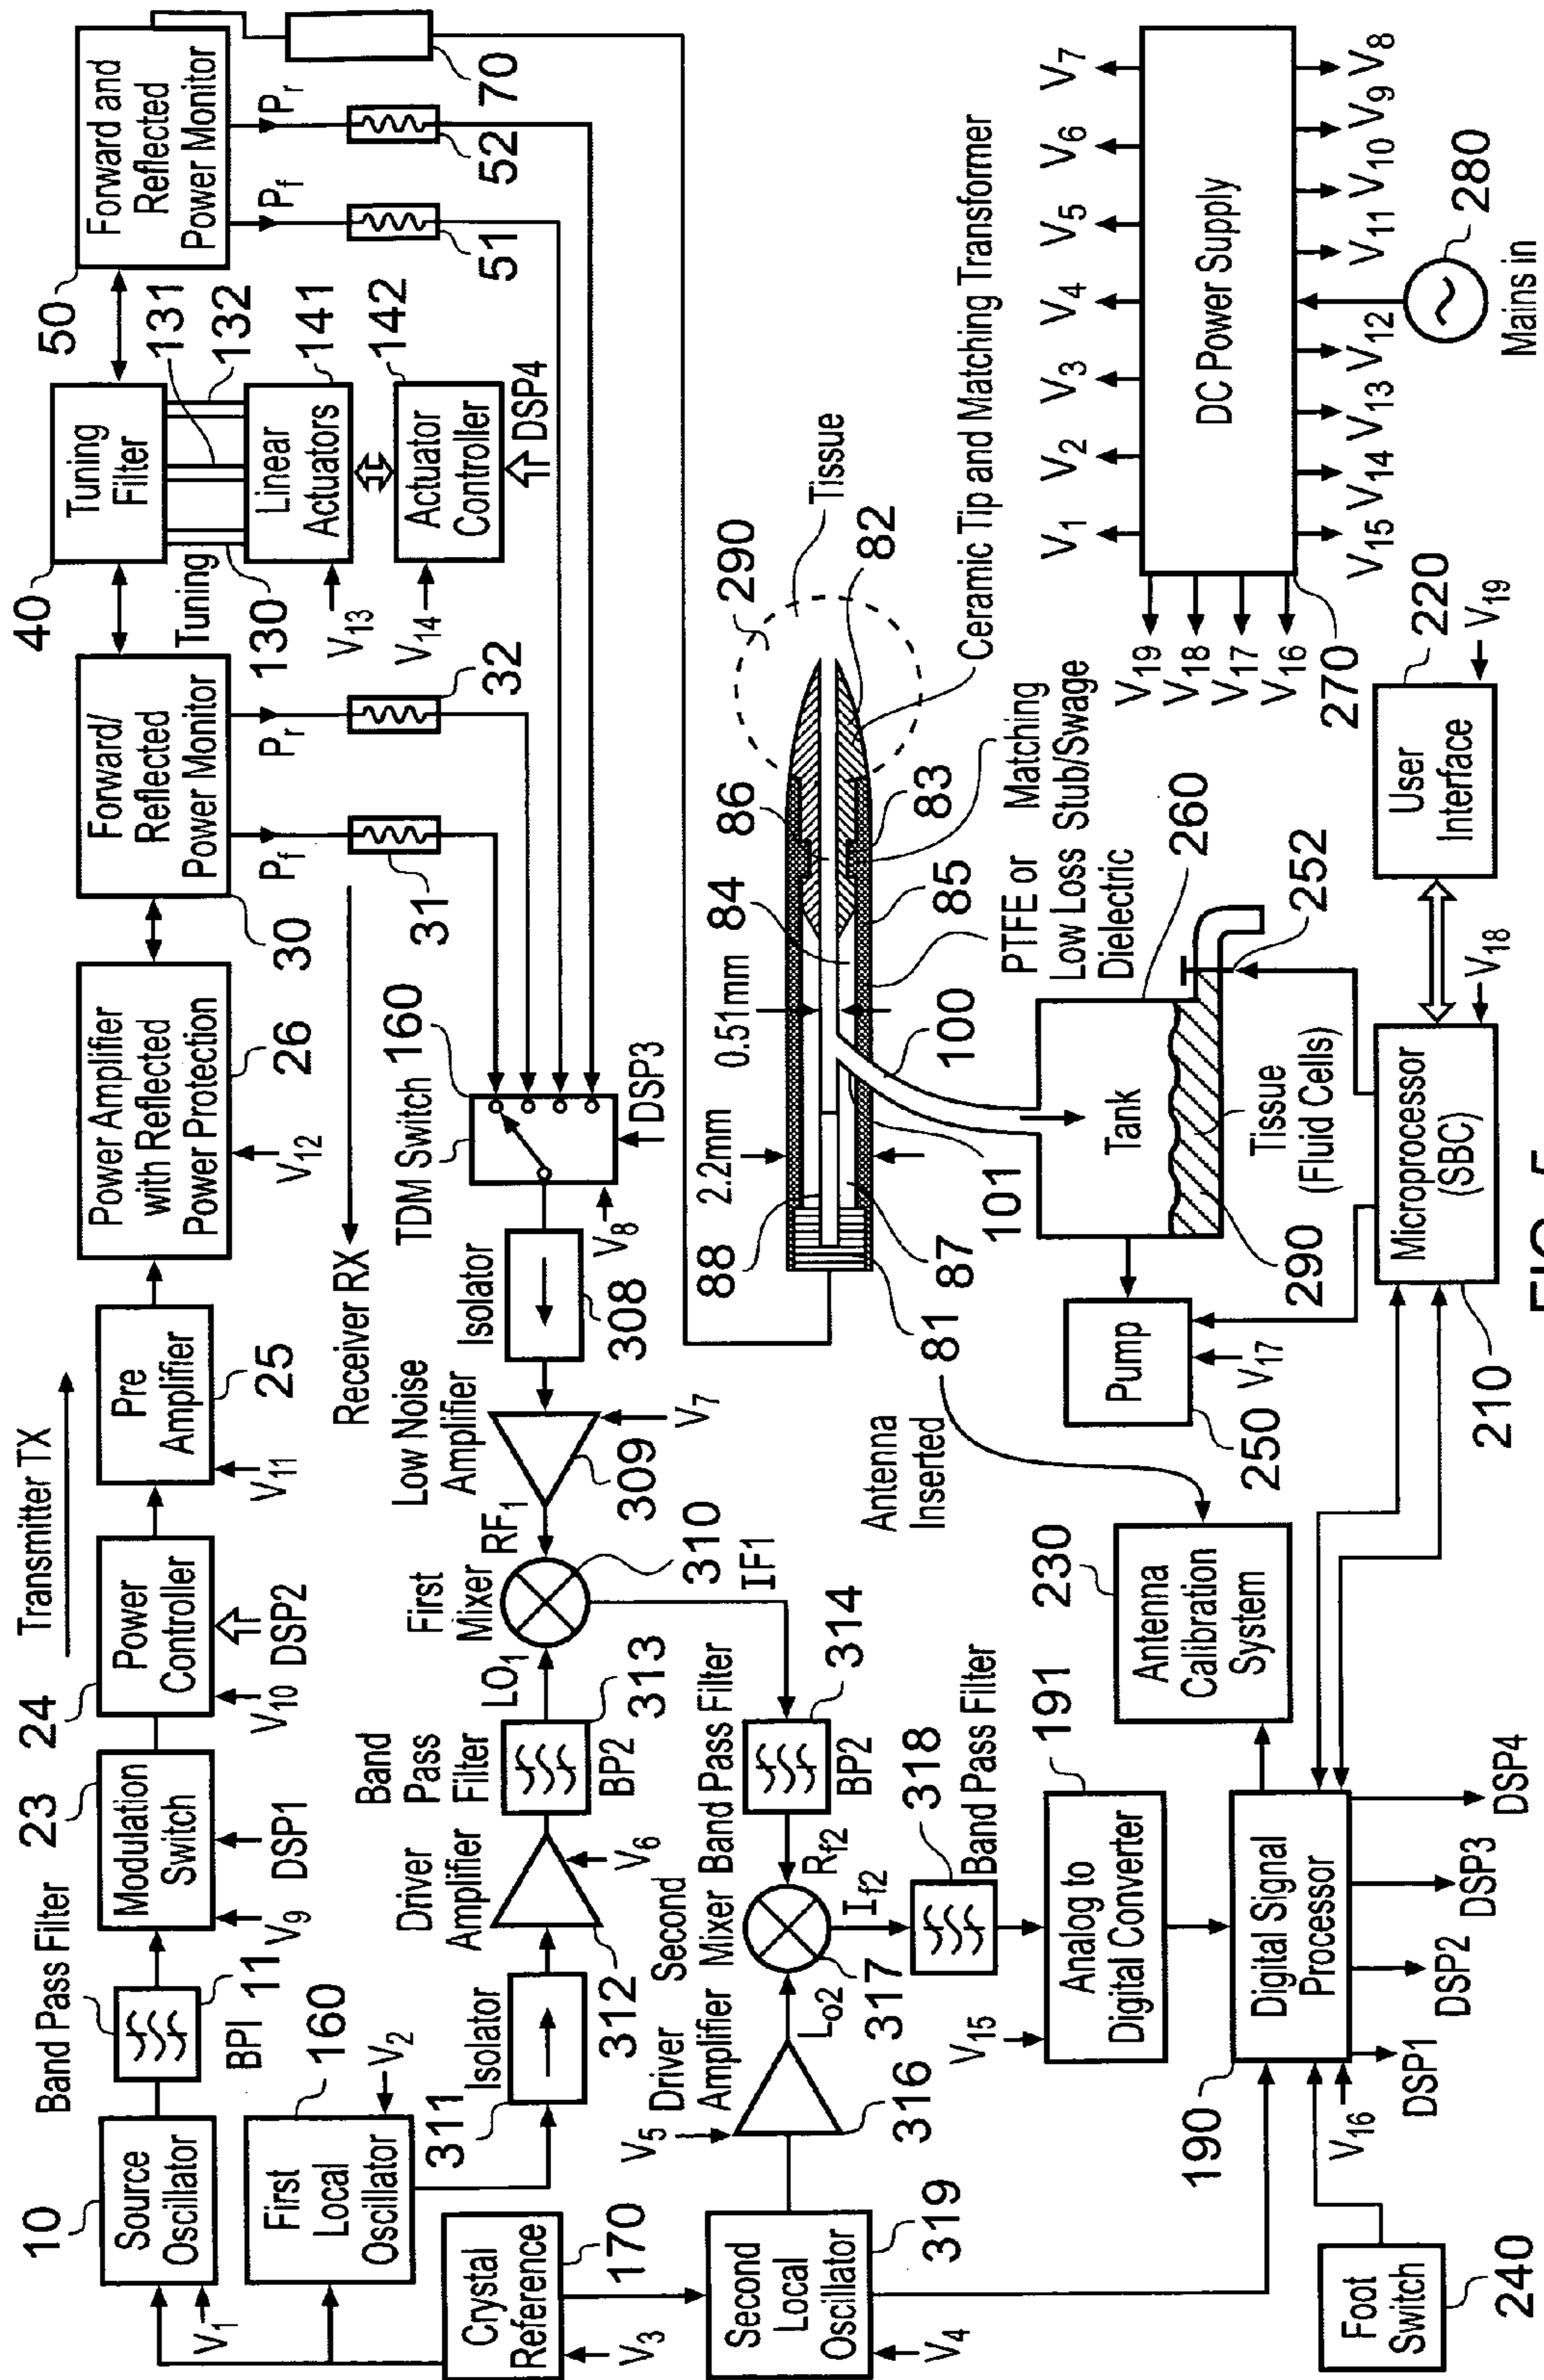 Transmitter TX
10
Source
Oscillator
V1
Band Pass Filter
BPI
11
23
Modulation
Switch
V9
DSP1
24
Power
Controller
V10
DSP2
Pre
Amplifier
25
V11
Power Amplifier
with Reflected
Power Protection
26
V12
Forward/
Reflected
Power Monitor
30
Pf
Pr
31
32
40
Tuning
Filter
Tuning
130
131
132
Linear
Actuators
141
V13
Actuator
Controller
142
V14
DSP4
50
Forward and
Reflected
Power Monitor
Pf
Pr
51
52
70
Receiver RX
First
Local
Oscillator
160
V2
311
Isolator
Driver
Amplifier
312
V6
Band
Pass
Filter
313
BP2
LO1
First
Mixer
RF1
310
IF1
Low Noise
Amplifier
309
V7
Isolator
308
TDM Switch
160
V8
DSP3
Crystal
Reference
170
V3
Second
Local
Oscillator
319
V4
V5
Driver
Amplifier
316
Lo2
Second
Mixer
317
Rf2
If2
Band Pass Filter
314
BP2
318
Band Pass Filter
Analog to
Digital Converter
191
V15
Digital Signal
Processor
190
V16
DSP1
DSP2
DSP3
DSP4
Foot
Switch
240
Antenna
Calibration
System
230
Antenna
Inserted
81
88
87
2.2mm
0.51mm
101
100
84
86
85
83
82
290
Tissue
Ceramic Tip and Matching Transformer
Matching
Stub/Swage
PTFE or
Low Loss
Dielectric
Tank
260
252
290
Tissue
(Fluid Cells)
Pump
250
V17
Microprocessor
(SBC)
210
V18
User
Interface
220
V19
DC Power Supply
270
V1
V2
V3
V4
V5
V6
V7
V8
V9
V10
V11
V12
V13
V14
V15
V16
V17
V18
V19
280
Mains in
FIG. 5